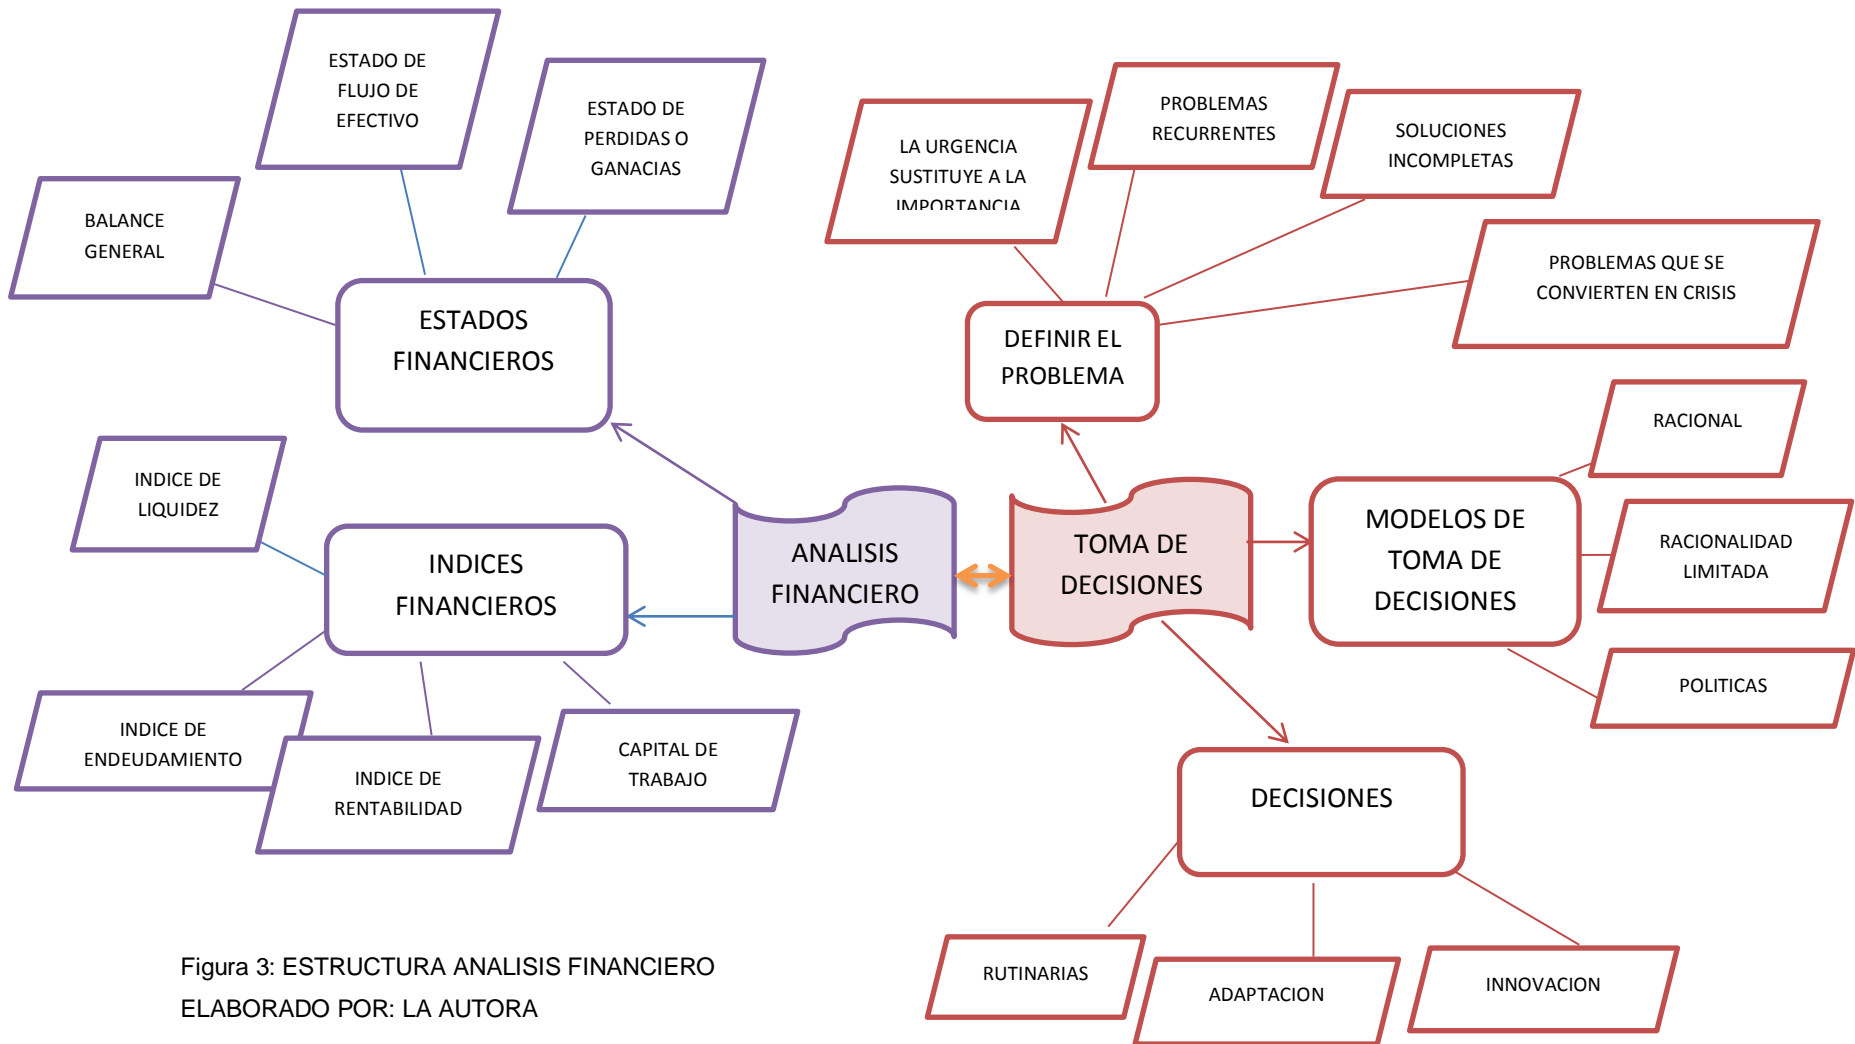 ESTADO DE
FLUJO DE
EFECTIVO
ESTADO DE
PERDIDAS O
GANACIAS
BALANCE
GENERAL
ESTADOS
FINANCIEROS
LA URGENCIA
SUSTITUYE A LA
IMPORTANCIA
PROBLEMAS
RECURRENTES
SOLUCIONES
INCOMPLETAS
PROBLEMAS QUE SE
CONVIERTEN EN CRISIS
DEFINIR EL
PROBLEMA
RACIONAL
RACIONALIDAD
LIMITADA
POLITICAS
MODELOS DE
TOMA DE
DECISIONES
INDICE DE
LIQUIDEZ
INDICES
FINANCIEROS
ANALISIS
FINANCIERO
TOMA DE
DECISIONES
INDICE DE
ENDEUDAMIENTO
INDICE DE
RENTABILIDAD
CAPITAL DE
TRABAJO
DECISIONES
RUTINARIAS
ADAPTACION
INNOVACION
Figura 3: ESTRUCTURA ANALISIS FINANCIERO
ELABORADO POR: LA AUTORA